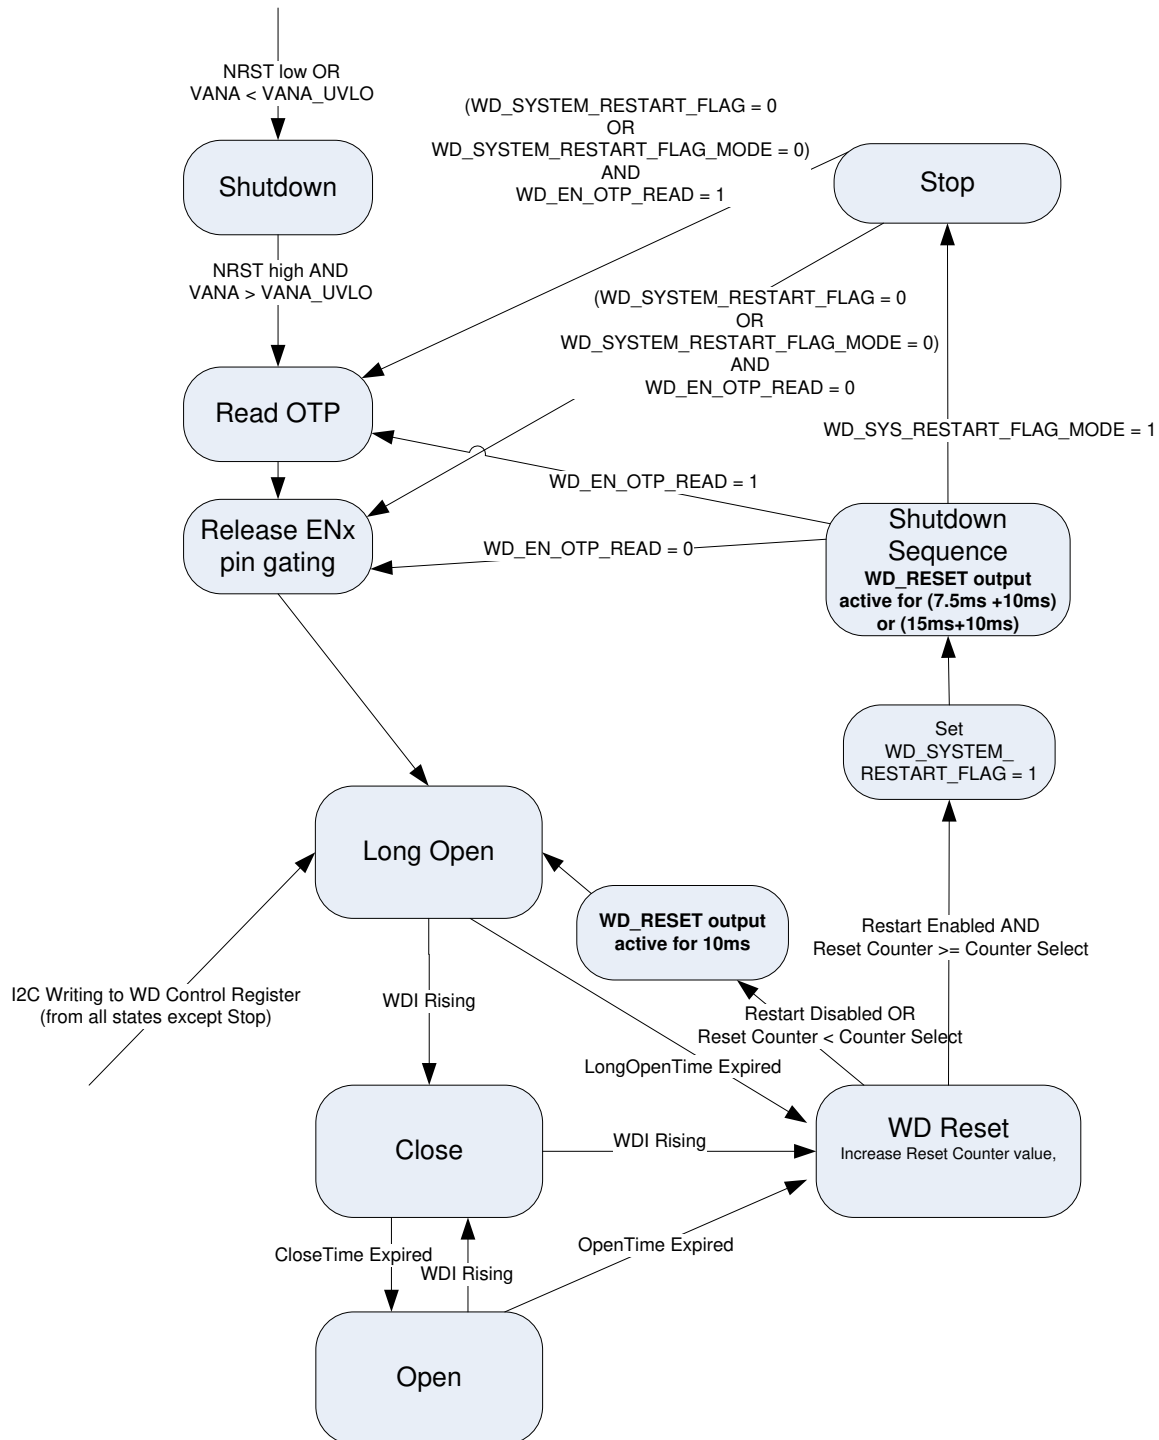 NRST low OR
VANA < VANA_UVLO
(WD_SYSTEM_RESTART_FLAG = 0
OR
WD_SYSTEM_RESTART_FLAG_MODE = 0)
AND
WD_EN_OTP_READ = 1
Shutdown
Stop
NRST high AND
VANA > VANA_UVLO
(WD_SYSTEM_RESTART_FLAG = 0
OR
WD_SYSTEM_RESTART_FLAG_MODE = 0)
AND
WD_EN_OTP_READ = 0
Read OTP
WD_SYS_RESTART_FLAG_MODE = 1
WD_EN_OTP_READ = 1
Release ENx
pin gating
WD_EN_OTP_READ = 0
Shutdown
Sequence
WD_RESET output
active for (7.5ms +10ms)
or (15ms+10ms)
Set
WD_SYSTEM_
RESTART_FLAG = 1
Long Open
WD_RESET output
active for 10ms
Restart Enabled AND
Reset Counter >= Counter Select
I2C Writing to WD Control Register
(from all states except Stop)
WDI Rising
Restart Disabled OR
Reset Counter < Counter Select
LongOpenTime Expired
Close
WDI Rising
WD Reset
Increase Reset Counter value,
CloseTime Expired
WDI Rising
OpenTime Expired
Open